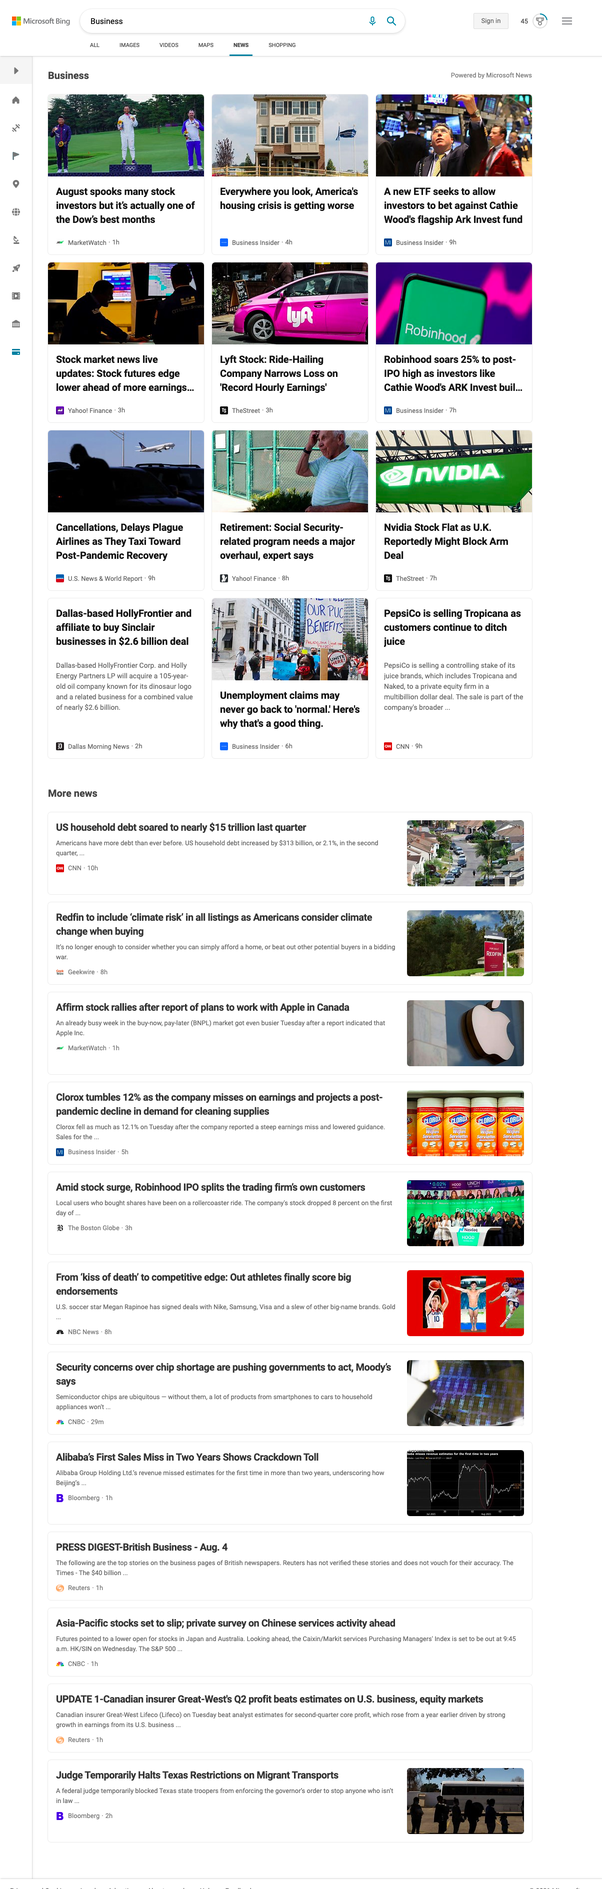 Microsoft Bing
Business
Sign in
45
ALL
IMAGES
VIDEOS
MAPS
NEWS
SHOPPING
Business
Powered by Microsoft News
August spooks many stock
investors but it's actually one of
the Dow's best months
MarketWatch · 1h
Everywhere you look, America's
housing crisis is getting worse
Business Insider · 4h
A new ETF seeks to allow
investors to bet against Cathie
Wood's flagship Ark Invest fund
Business Insider · 9h
Stock market news live
updates: Stock futures edge
lower ahead of more earnings...
Yahoo! Finance · 3h
lyft
Lyft Stock: Ride-Hailing
Company Narrows Loss on
'Record Hourly Earnings'
TheStreet · 3h
Robinhood
Robinhood soars 25% to post-
IPO high as investors like
Cathie Wood's ARK Invest buil...
Business Insider · 7h
Cancellations, Delays Plague
Airlines as They Taxi Toward
Post-Pandemic Recovery
U.S. News & World Report · 9h
Retirement: Social Security-
related program needs a major
overhaul, expert says
Yahoo! Finance · 8h
NVIDIA.
Nvidia Stock Flat as U.K.
Reportedly Might Block Arm
Deal
TheStreet · 7h
Dallas-based HollyFrontier and
affiliate to buy Sinclair
businesses in $2.6 billion deal
Dallas-based HollyFrontier Corp. and Holly
Energy Partners LP will acquire a 105-year-
old oil company known for its dinosaur logo
and a related business for a combined value
of nearly $2.6 billion.
Dallas Morning News · 2h
OUR PUC
BENEFITS
Unemployment claims may
never go back to 'normal.' Here's
why that's a good thing.
Business Insider · 6h
PepsiCo is selling Tropicana as
customers continue to ditch
juice
PepsiCo is selling a controlling stake of its
juice brands, which includes Tropicana and
Naked, to a private equity firm in a
multibillion dollar deal. The sale is part of the
company's broader ...
CNN · 9h
More news
US household debt soared to nearly $15 trillion last quarter
Americans have more debt than ever before. US household debt increased by $313 billion, or 2.1%, in the second
quarter, ...
CNN · 10h
Redfin to include 'climate risk' in all listings as Americans consider climate
change when buying
It's no longer enough to consider whether you can simply afford a home, or beat out other potential buyers in a bidding
war.
Geekwire · 8h
REDFIN
Affirm stock rallies after report of plans to work with Apple in Canada
An already busy week in the buy-now, pay-later (BNPL) market got even busier Tuesday after a report indicated that
Apple Inc.
MarketWatch · 1h
Clorox tumbles 12% as the company misses on earnings and projects a post-
pandemic decline in demand for cleaning supplies
Clorox fell as much as 12.1% on Tuesday after the company reported a steep earnings miss and lowered guidance.
Sales for the ...
Business Insider · 5h
CLOROX CLOROX CLOROX CLOROX
Amid stock surge, Robinhood IPO splits the trading firm's own customers
Local users who bought shares have been on a rollercoaster ride. The company's stock dropped 8 percent on the first
day of ...
The Boston Globe · 3h
Robinhood
From 'kiss of death' to competitive edge: Out athletes finally score big
endorsements
U.S. soccer star Megan Rapinoe has signed deals with Nike, Samsung, Visa and a slew of other big-name brands. Gold
...
NBC News · 8h
10
Security concerns over chip shortage are pushing governments to act, Moody's
says
Semiconductor chips are ubiquitous — without them, a lot of products from smartphones to cars to household
appliances won't ...
CNBC · 29m
Alibaba's First Sales Miss in Two Years Shows Crackdown Toll
Alibaba Group Holding Ltd.'s revenue missed estimates for the first time in more than two years, underscoring how
Beijing's ...
Bloomberg · 1h
PRESS DIGEST-British Business - Aug. 4
The following are the top stories on the business pages of British newspapers. Reuters has not verified these stories and does not vouch for their accuracy. The
Times - The $40 billion ...
Reuters · 1h
Asia-Pacific stocks set to slip; private survey on Chinese services activity ahead
Futures pointed to a lower open for stocks in Japan and Australia. Looking ahead, the Caixin/Markit services Purchasing Managers' Index is set to be out at 9:45
a.m. HK/SIN on Wednesday. The S&P 500 ...
CNBC · 1h
UPDATE 1-Canadian insurer Great-West's Q2 profit beats estimates on U.S. business, equity markets
Canadian insurer Great-West Lifeco (Lifeco) on Tuesday beat analyst estimates for second-quarter core profit, which rose from a year earlier driven by strong
growth in earnings from its U.S. business ...
Reuters · 1h
Judge Temporarily Halts Texas Restrictions on Migrant Transports
A federal judge temporarily blocked Texas state troopers from enforcing the governor's order to stop anyone who isn't
in law ...
Bloomberg · 2h